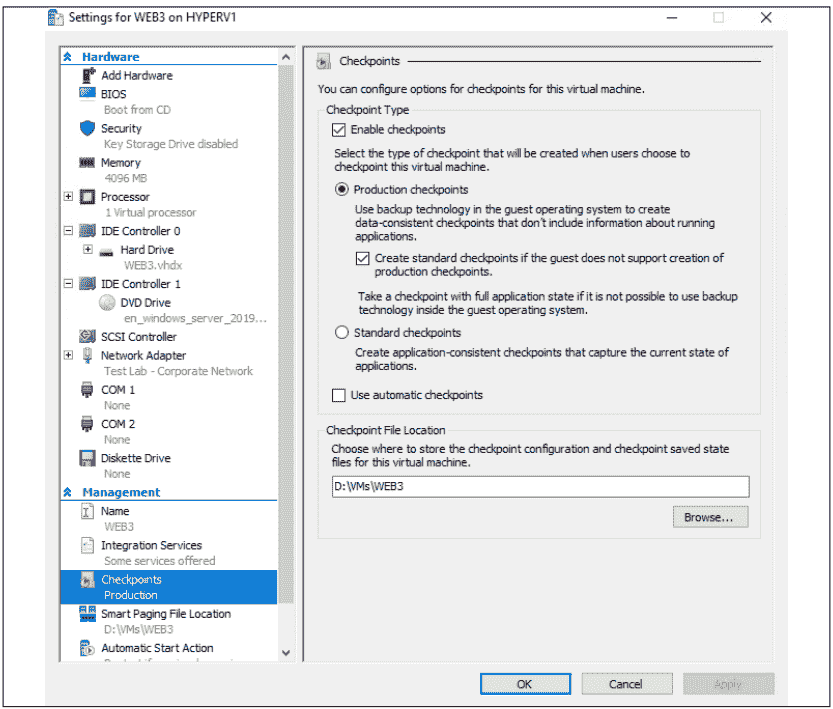 Settings for WEB3 on HYPERV1
Hardware
Add Hardware
BIOS
Boot from CD
Security
Key Storage Drive disabled
Memory
4096 MB
Processor
1 Virtual processor
IDE Controller 0
Hard Drive
WEB3.vhdx
IDE Controller 1
DVD Drive
en_windows_server_2019...
SCSI Controller
Network Adapter
Test Lab - Corporate Network
COM 1
None
COM 2
None
Diskette Drive
None
Management
Name
WEB3
Integration Services
Some services offered
Checkpoints
Production
Smart Paging File Location
D:\VMs\WEB3
Automatic Start Action
Checkpoints
You can configure options for checkpoints for this virtual machine.
Checkpoint Type
Enable checkpoints
Select the type of checkpoint that will be created when users choose to
checkpoint this virtual machine.
Production checkpoints
Use backup technology in the guest operating system to create
data-consistent checkpoints that don't include information about running
applications.
Create standard checkpoints if the guest does not support creation of
production checkpoints.
Take a checkpoint with full application state if it is not possible to use backup
technology inside the guest operating system.
Standard checkpoints
Create application-consistent checkpoints that capture the current state of
applications.
Use automatic checkpoints
Checkpoint File Location
Choose where to store the checkpoint configuration and checkpoint saved state
files for this virtual machine.
D:\VMs\WEB3
Browse...
OK
Cancel
Apply